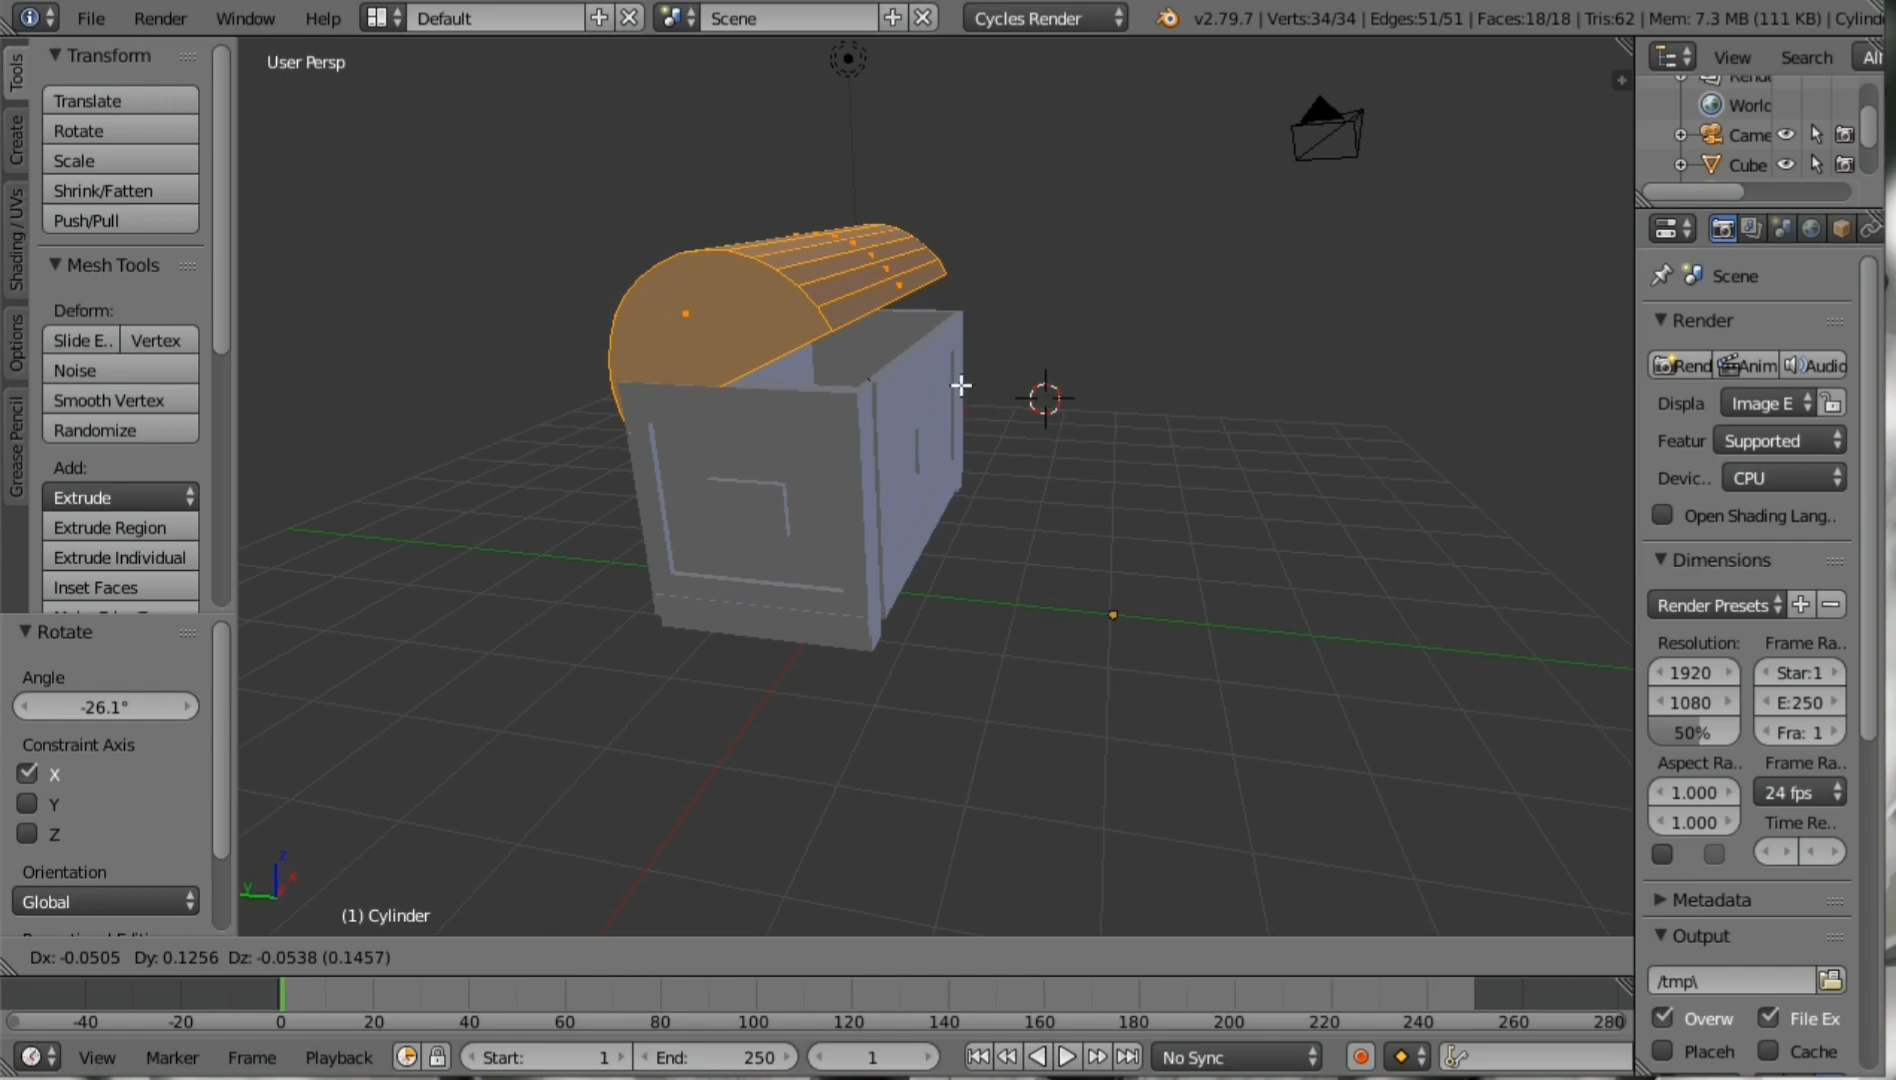 File Render Window Help Default Scene Cycles Render v2.79.7 | Verts:34/34 | Edges:51/51 | Faces:18/18 | Tris:62 | Mem: 7.3 MB (111 KB) | Cylind
Tools
Create
Shading / UVs
Options
Grease Pencil
Transform
Translate
Rotate
Scale
Shrink/Fatten
Push/Pull
Mesh Tools
Deform:
Slide E.. Vertex
Noise
Smooth Vertex
Randomize
Add:
Extrude
Extrude Region
Extrude Individual
Inset Faces
Rotate
Angle
-26.1°
Constraint Axis
X
Y
Z
Orientation
Global
User Persp
z
y x
(1) Cylinder
Dx: -0.0505 Dy: 0.1256 Dz: -0.0538 (0.1457)
View Search All
World
Came
Cube
Scene
Render
Rend Anim Audio
Displa Image E
Featur Supported
Devic.. CPU
Open Shading Lang..
Dimensions
Render Presets
Resolution: Frame Ra..
1920 Star:1
1080 E:250
50% Fra: 1
Aspect Ra.. Frame Ra..
1.000 24 fps
1.000 Time Re..
Metadata
Output
/tmp\
Overw File Ex
Placeh Cache
-40 -20 0 20 40 60 80 100 120 140 160 180 200 220 240 260 280
View Marker Frame Playback Start: 1 End: 250 1 No Sync